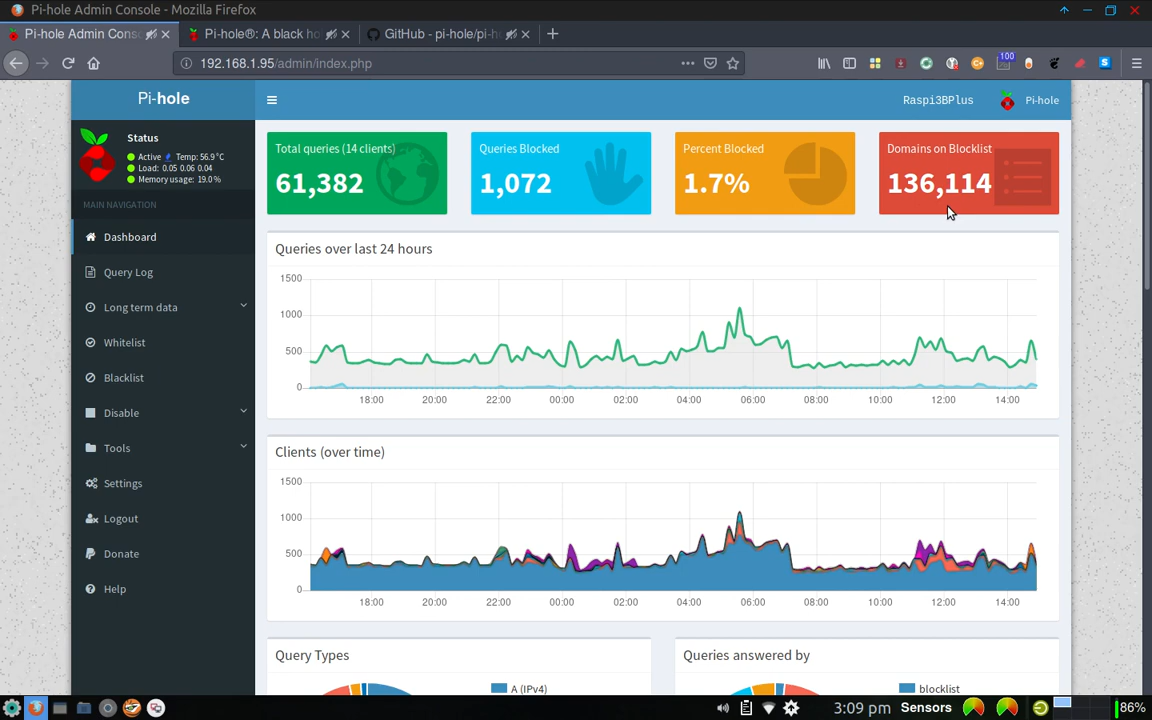 Pi-hole Admin Console - Mozilla Firefox
Pi-hole Admin Cons
Pi-hole®: A black ho
GitHub - pi-hole/pi-h
192.168.1.95/admin/index.php
100
Pi-hole
Raspi3BPlus
Pi-hole
Status
Active Temp: 56.9°C
Load: 0.05 0.06 0.04
Memory usage: 19.0 %
MAIN NAVIGATION
Dashboard
Query Log
Long term data
Whitelist
Blacklist
Disable
Tools
Settings
Logout
Donate
Help
Total queries (14 clients)
61,382
Queries Blocked
1,072
Percent Blocked
1.7%
Domains on Blocklist
136,114
Queries over last 24 hours
1500
1000
500
0
18:00 20:00 22:00 00:00 02:00 04:00 06:00 08:00 10:00 12:00 14:00
Clients (over time)
1500
1000
500
0
18:00 20:00 22:00 00:00 02:00 04:00 06:00 08:00 10:00 12:00 14:00
Query Types
A (IPv4)
Queries answered by
blocklist
3:09 pm Sensors
86%